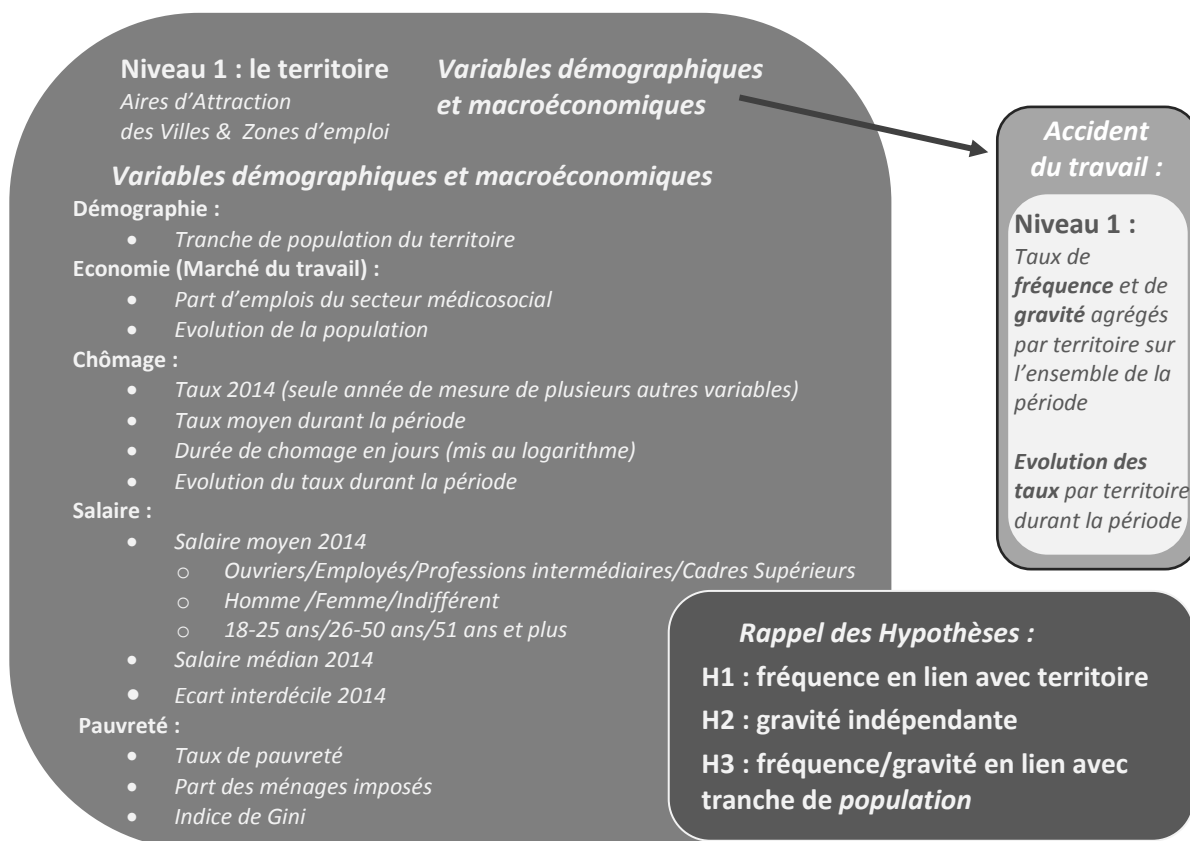 Niveau 1 : le territoire
Aires d'Attraction
des Villes & Zones d'emploi
Variables démographiques
et macroéconomiques
Variables démographiques et macroéconomiques
Démographie :
• Tranche de population du territoire
Economie (Marché du travail) :
• Part d'emplois du secteur médicosocial
• Evolution de la population
Chômage :
• Taux 2014 (seule année de mesure de plusieurs autres variables)
• Taux moyen durant la période
• Durée de chomage en jours (mis au logarithme)
• Evolution du taux durant la période
Salaire :
• Salaire moyen 2014
o Ouvriers/Employés/Professions intermédiaires/Cadres Supérieurs
o Homme /Femme/Indifférent
o 18-25 ans/26-50 ans/51 ans et plus
• Salaire médian 2014
• Ecart interdécile 2014
Pauvreté :
• Taux de pauvreté
• Part des ménages imposés
• Indice de Gini
Accident
du travail :
Niveau 1 :
Taux de
fréquence et de
gravité agrégés
par territoire sur
l'ensemble de la
période
Evolution des
taux par territoire
durant la période
Rappel des Hypothèses :
H1 : fréquence en lien avec territoire
H2 : gravité indépendante
H3 : fréquence/gravité en lien avec
tranche de population